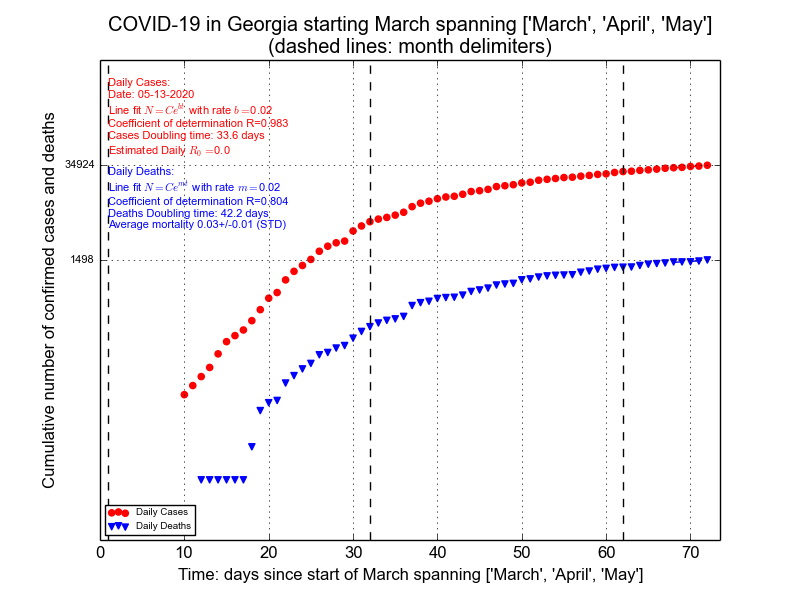 COVID-19 in Georgia starting March spanning ['March', 'April', 'May']
(dashed lines: month delimiters)
Daily Cases:
Date: 05-13-2020
Line fit N=Ce^{bt} with rate b=0.02
Coefficient of determination R=0.983
Cases Doubling time: 33.6 days
Estimated Daily R_0=0.0
Daily Deaths:
Line fit N=Ce^{mt} with rate m=0.02
Coefficient of determination R=0.804
Deaths Doubling time: 42.2 days
Average mortality 0.03+/-0.01 (STD)
34924
1498
Cumulative number of confirmed cases and deaths
Daily Cases
Daily Deaths
0 10 20 30 40 50 60 70
Time: days since start of March spanning ['March', 'April', 'May']